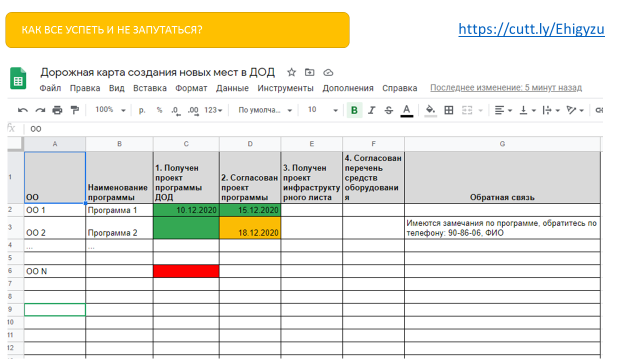 КАК ВСЕ УСПЕТЬ И НЕ ЗАПУТАТЬСЯ?
https://cutt.ly/Ehigyzu
Дорожная карта создания новых мест в ДОД
Файл Правка Вид Вставка Формат Данные Инструменты Дополнения Справка Последнее изменение: 5 минут назад
100% р. % .0 .00 123 По умолча... 10 B I S A
fx ОО
A B C D E F G
1
ОО
Наименование программы
1. Получен проект программы ДОД
2. Согласован проект программы
3. Получен проект инфраструкту рного листа
4. Согласован перечень средств оборудовани я
Обратная связь
2 ОО 1 Программа 1 10.12.2020 15.12.2020
3 ОО 2 Программа 2 18.12.2020
Имеются замечания по программе, обратитесь по
телефону: 90-86-06, ФИО
4 ... ...
5
6 ОО N
7
8
9
10
11
12